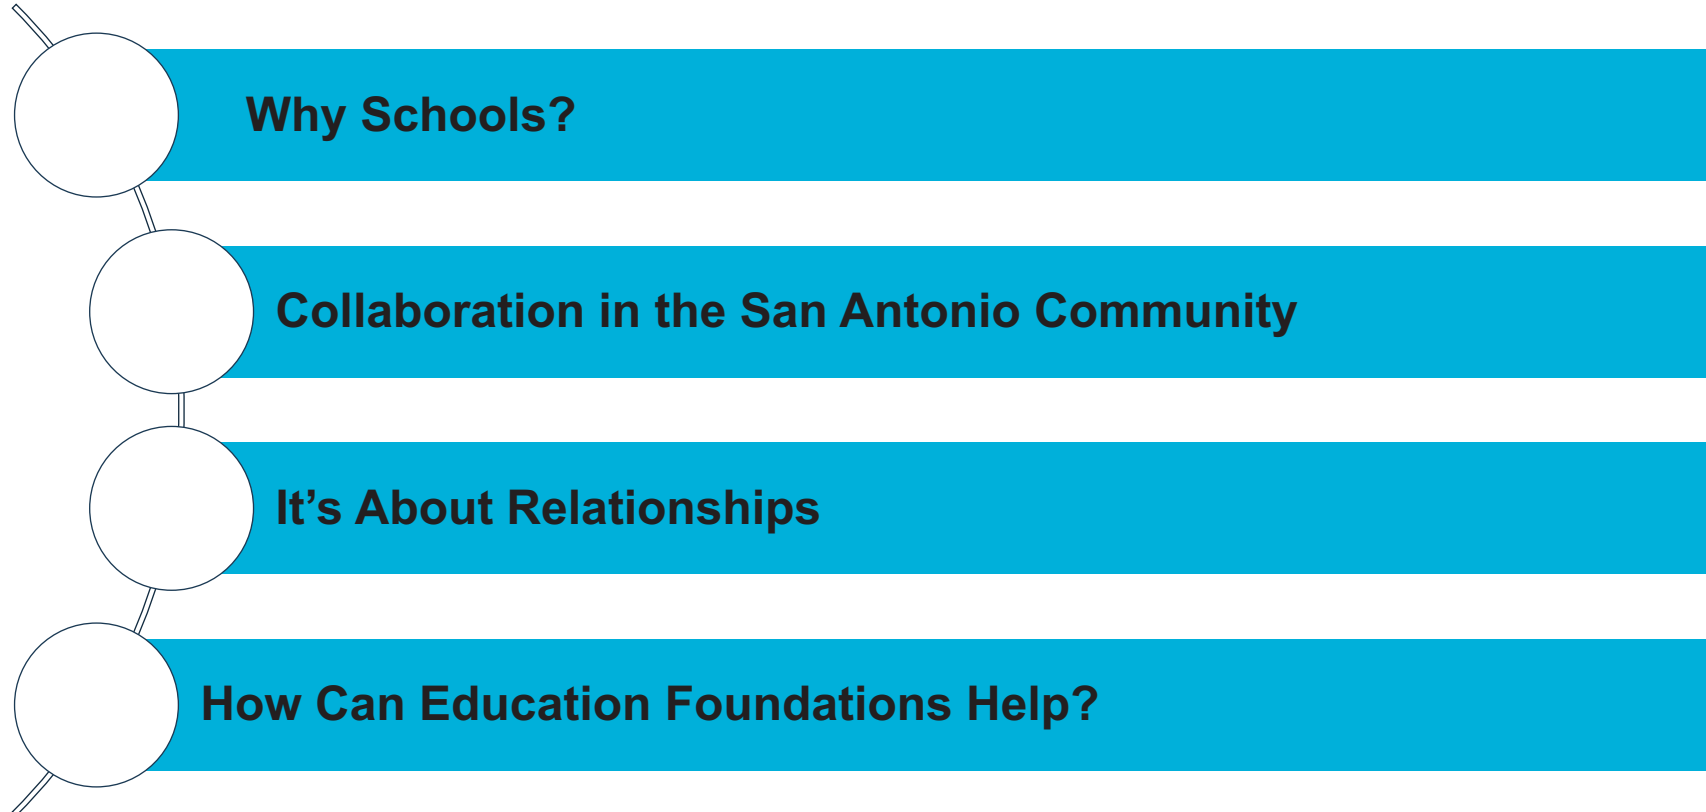 Why Schools?
Collaboration in the San Antonio Community
It’s About Relationships
How Can Education Foundations Help?